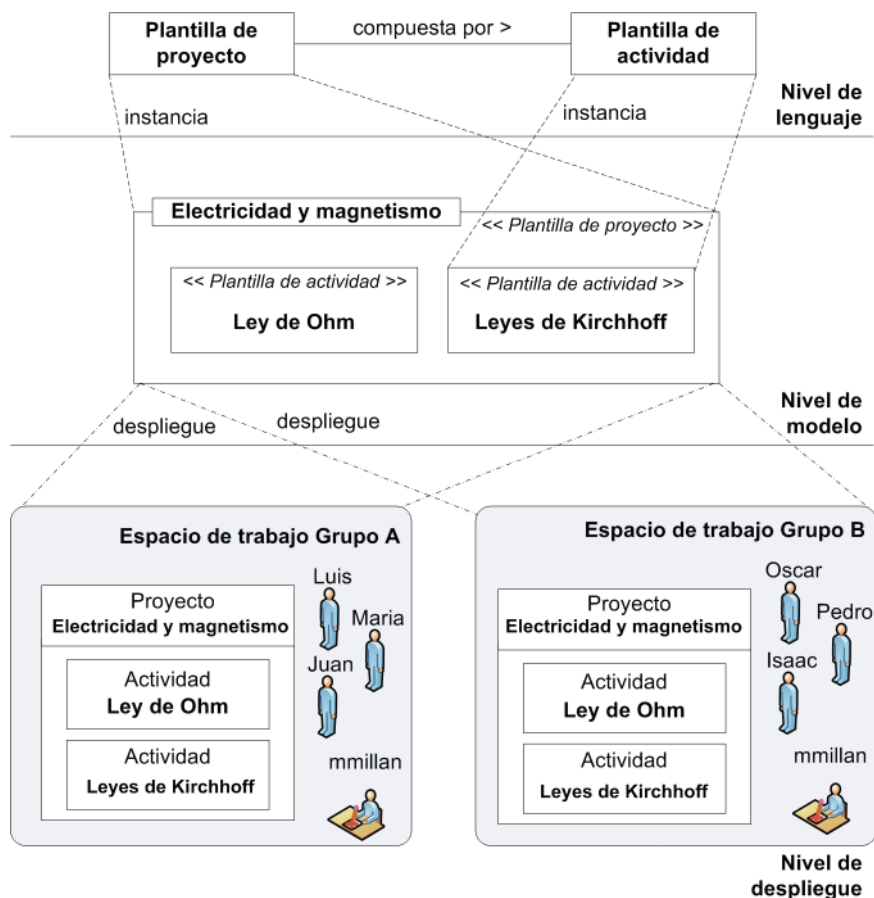 Plantilla de
proyecto
compuesta por >
Plantilla de
actividad
instancia
instancia
Nivel de
lenguaje
Electricidad y magnetismo
<< Plantilla de proyecto >>
<< Plantilla de actividad >>
Ley de Ohm
<< Plantilla de actividad >>
Leyes de Kirchhoff
despliegue
despliegue
Nivel de
modelo
Espacio de trabajo Grupo A
Luis
Maria
Juan
Proyecto
Electricidad y magnetismo
Actividad
Ley de Ohm
Actividad
Leyes de Kirchhoff
mmillan
Espacio de trabajo Grupo B
Oscar
Pedro
Isaac
Proyecto
Electricidad y magnetismo
Actividad
Ley de Ohm
Actividad
Leyes de Kirchhoff
mmillan
Nivel de
despliegue